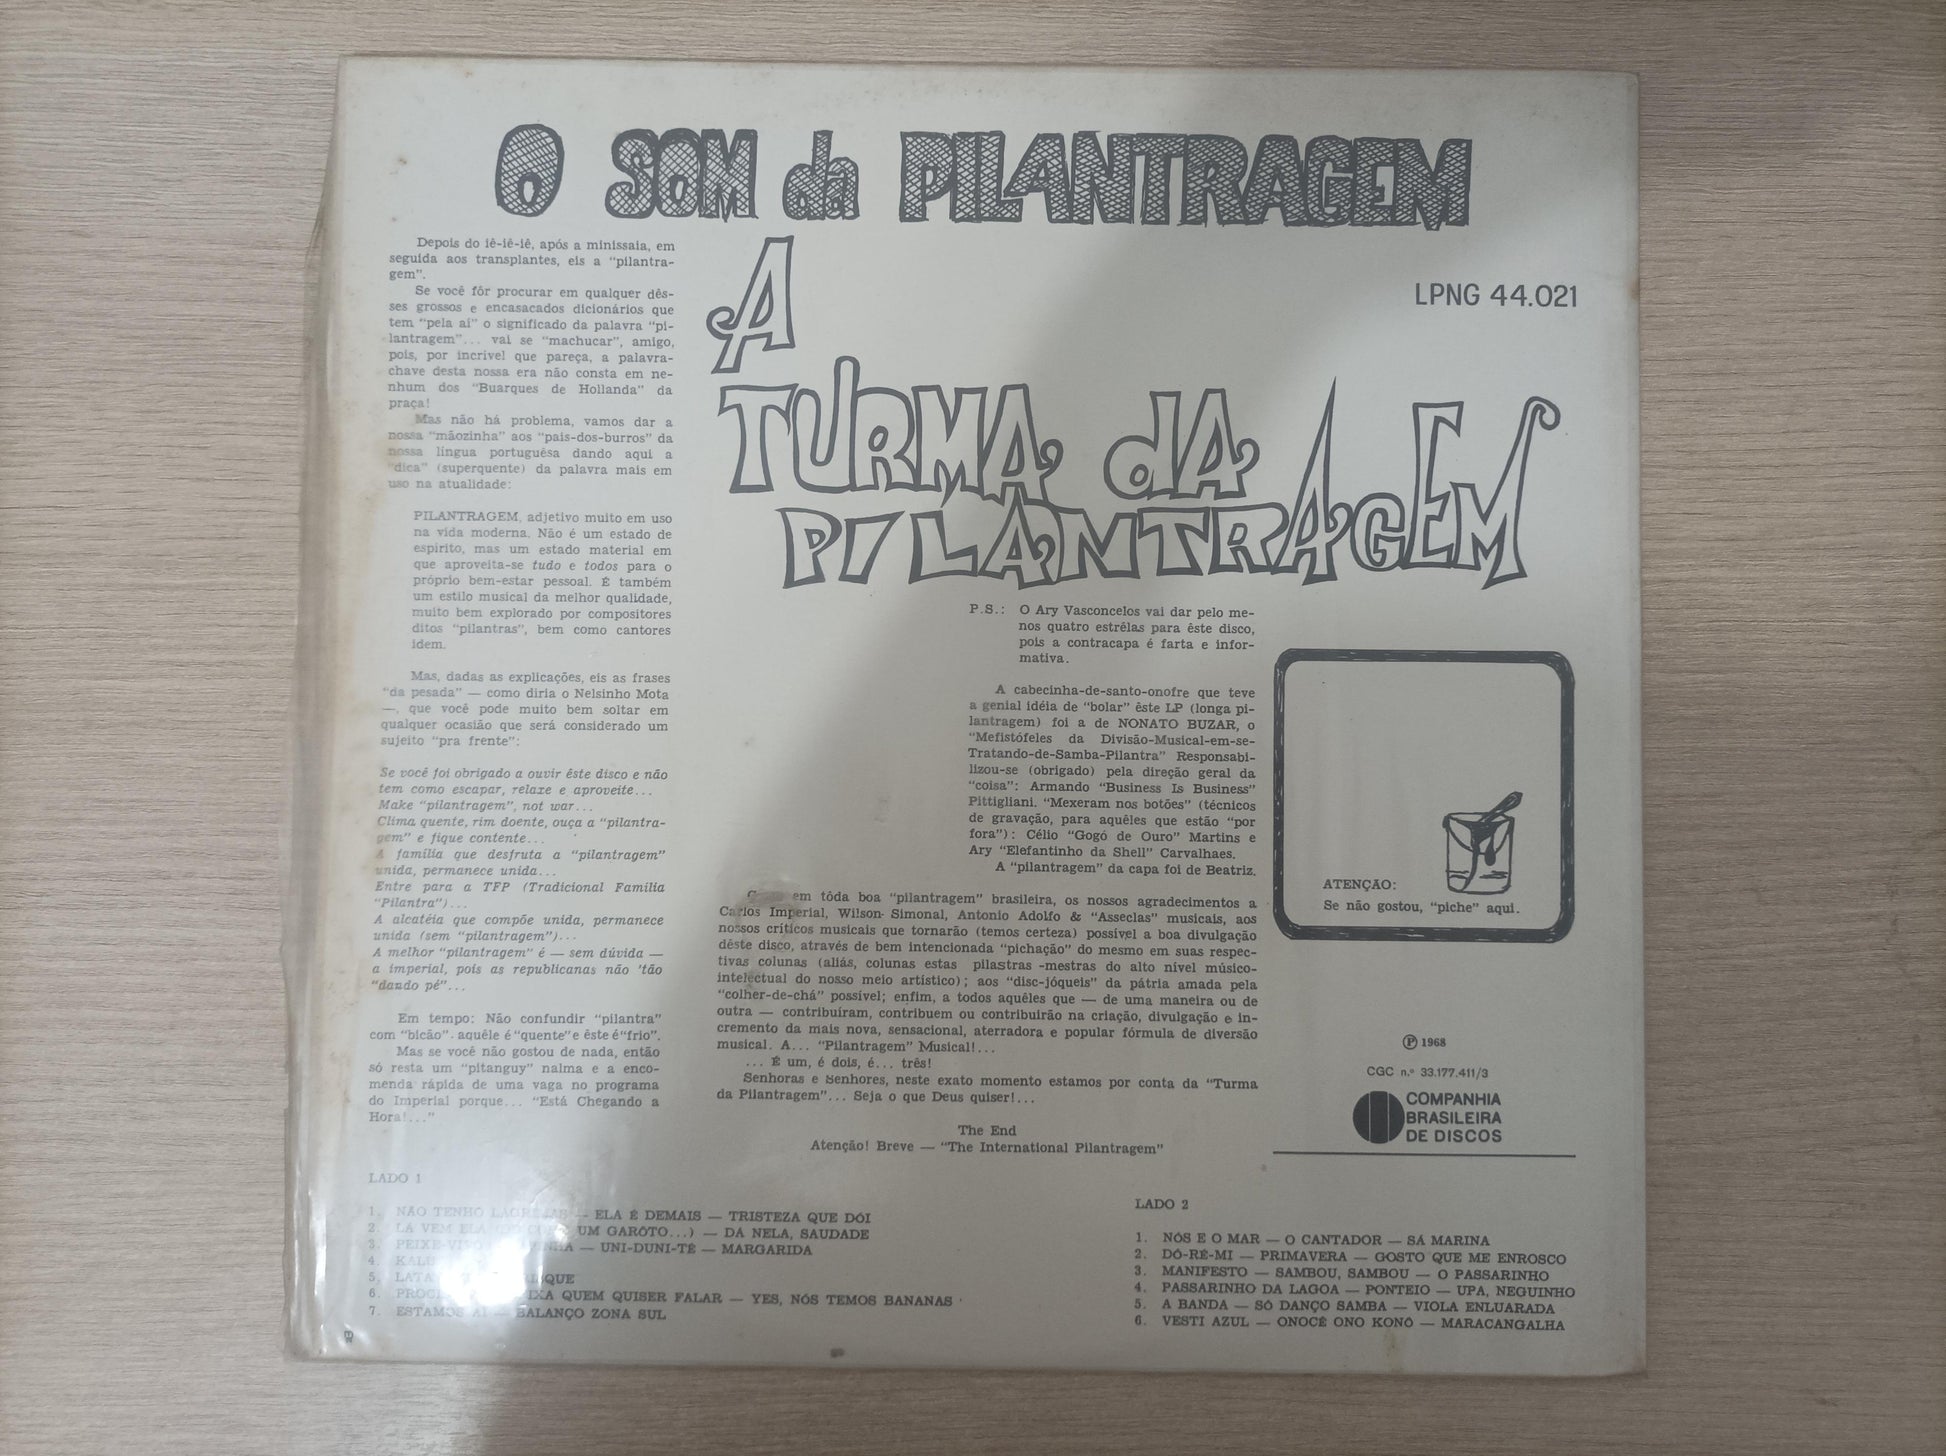 O SOM da PILANTRAGEM
A
TURMA dA
PILANTRAGEM
LPNG 44.021
Depois do iê-iê-iê, após a minissaia, em
seguida aos transplantes, eis a "pilantra-
gem".
Se você fôr procurar em qualquer dês-
ses grossos e encasacados dicionários que
tem "pela aí" o significado da palavra "pi-
lantragem"... vai se "machucar", amigo,
pois, por incrível que pareça, a palavra-
chave desta nossa era não consta em ne-
nhum dos "Buarques de Hollanda" da
praça!
Mas não há problema, vamos dar a
nossa "mãozinha" aos "pais-dos-burros" da
nossa língua portuguêsa dando aqui a
"dica" (superquente) da palavra mais em
uso na atualidade:
PILANTRAGEM, adjetivo muito em uso
na vida moderna. Não é um estado de
espírito, mas um estado material em
que aproveita-se tudo e todos para o
próprio bem-estar pessoal. É também
um estilo musical da melhor qualidade,
muito bem explorado por compositores
ditos "pilantras", bem como cantores
idem.
Mas, dadas as explicações, eis as frases
"da pesada" — como diria o Nelsinho Mota
—, que você pode muito bem soltar em
qualquer ocasião que será considerado um
sujeito "pra frente":
Se você foi obrigado a ouvir êste disco e não
tem como escapar, relaxe e aproveite...
Make "pilantragem", not war...
Clima quente, rim doente, ouça a "pilantra-
gem" e fique contente...
A família que desfruta a "pilantragem"
unida, permanece unida...
Entre para a TFP (Tradicional Família
"Pilantra")...
A alcatéia que compõe unida, permanece
unida (sem "pilantragem")...
A melhor "pilantragem" é — sem dúvida —
a imperial, pois as republicanas não 'tão
"dando pé"...
Em tempo: Não confundir "pilantra"
com "bicão". aquêle é "quente" e êste é "frio".
Mas se você não gostou de nada, então
só resta um "pitanguy" nalma e a enco-
menda rápida de uma vaga no programa
do Imperial porque... "Está Chegando a
Hora!..."
P.S.: O Ary Vasconcelos vai dar pelo me-
nos quatro estrêlas para êste disco,
pois a contracapa é farta e infor-
mativa.
A cabecinha-de-santo-onofre que teve
a genial idéia de "bolar" êste LP (longa pi-
lantragem) foi a de NONATO BUZAR, o
"Mefistófeles da Divisão-Musical-em-se-
Tratando-de-Samba-Pilantra" Responsabi-
lizou-se (obrigado) pela direção geral da
"coisa": Armando "Business Is Business"
Pittigliani. "Mexeram nos botões" (técnicos
de gravação, para aquêles que estão "por
fora"): Célio "Gogó de Ouro" Martins e
Ary "Elefantinho da Shell" Carvalhaes.
A "pilantragem" da capa foi de Beatriz.
em tôda boa "pilantragem" brasileira, os nossos agradecimentos a
Carlos Imperial, Wilson Simonal, Antonio Adolfo & "Asseclas" musicais, aos
nossos críticos musicais que tornarão (temos certeza) possível a boa divulgação
dêste disco, através de bem intencionada "pichação" do mesmo em suas respec-
tivas colunas (aliás, colunas estas pilastras -mestras do alto nível músico-
intelectual do nosso meio artístico); aos "disc-jóqueis" da pátria amada pela
"colher-de-chá" possível; enfim, a todos aquêles que — de uma maneira ou de
outra — contribuíram, contribuem ou contribuirão na criação, divulgação e in-
cremento da mais nova, sensacional, aterradora e popular fórmula de diversão
musical. A... "Pilantragem" Musical!...
... É um, é dois, é... três!
Senhoras e Senhores, neste exato momento estamos por conta da "Turma
da Pilantragem"... Seja o que Deus quiser!...
The End
Atenção! Breve — "The International Pilantragem"
ATENÇÃO:
Se não gostou, "piche" aqui.
Ⓟ 1968
CGC n.º 33.177.411/3
COMPANHIA
BRASILEIRA
DE DISCOS
LADO 1
1. NÃO TENHO LÁGRIMAS — ELA É DEMAIS — TRISTEZA QUE DÓI
2. LÁ VEM ELA UM GARÔTO...) — DÁ NELA, SAUDADE
3. PEIXE-VIVO — UNI-DUNI-TÊ — MARGARIDA
4.
5.
6. QUEM QUISER FALAR — YES, NÓS TEMOS BANANAS
7. ESTAMOS AÍ — BALANÇO ZONA SUL
LADO 2
1. NÓS E O MAR — O CANTADOR — SÁ MARINA
2. DÓ-RÉ-MI — PRIMAVERA — GOSTO QUE ME ENROSCO
3. MANIFESTO — SAMBOU, SAMBOU — O PASSARINHO
4. PASSARINHO DA LAGOA — PONTEIO — UPA, NEGUINHO
5. A BANDA — SÓ DANÇO SAMBA — VIOLA ENLUARADA
6. VESTI AZUL — ONOCÊ ONO KONÔ — MARACANGALHA